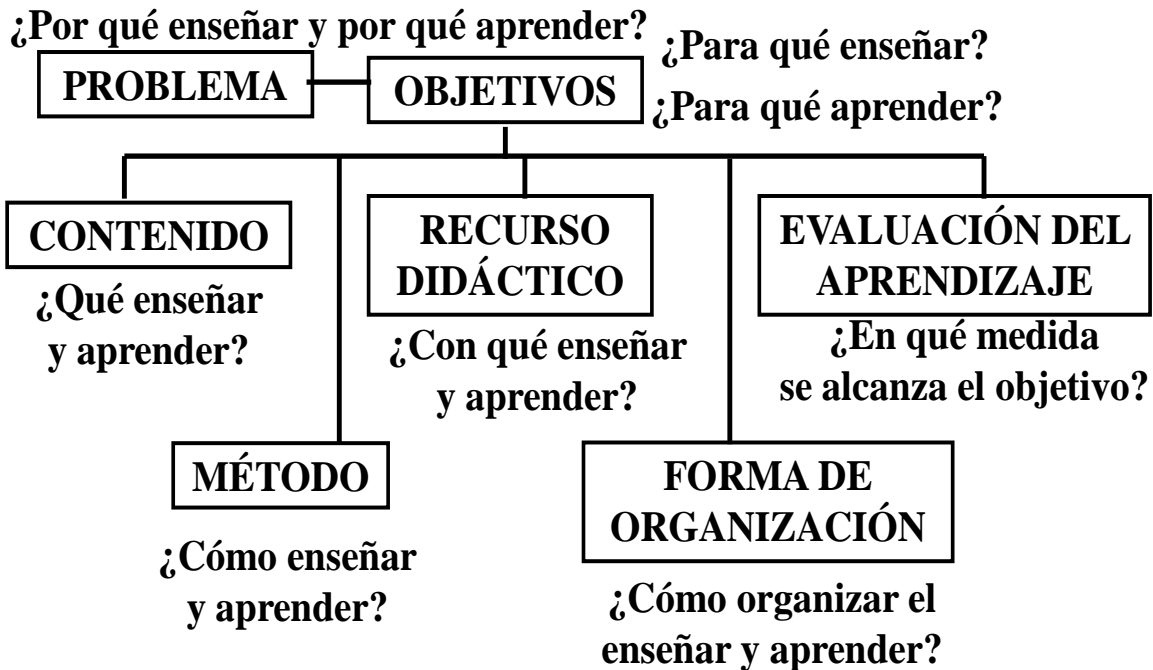 ¿Por qué enseñar y por qué aprender?
PROBLEMA
OBJETIVOS
¿Para qué enseñar?
¿Para qué aprender?
CONTENIDO
¿Qué enseñar
y aprender?
RECURSO
DIDÁCTICO
¿Con qué enseñar
y aprender?
EVALUACIÓN DEL
APRENDIZAJE
¿En qué medida
se alcanza el objetivo?
MÉTODO
¿Cómo enseñar
y aprender?
FORMA DE
ORGANIZACIÓN
¿Cómo organizar el
enseñar y aprender?